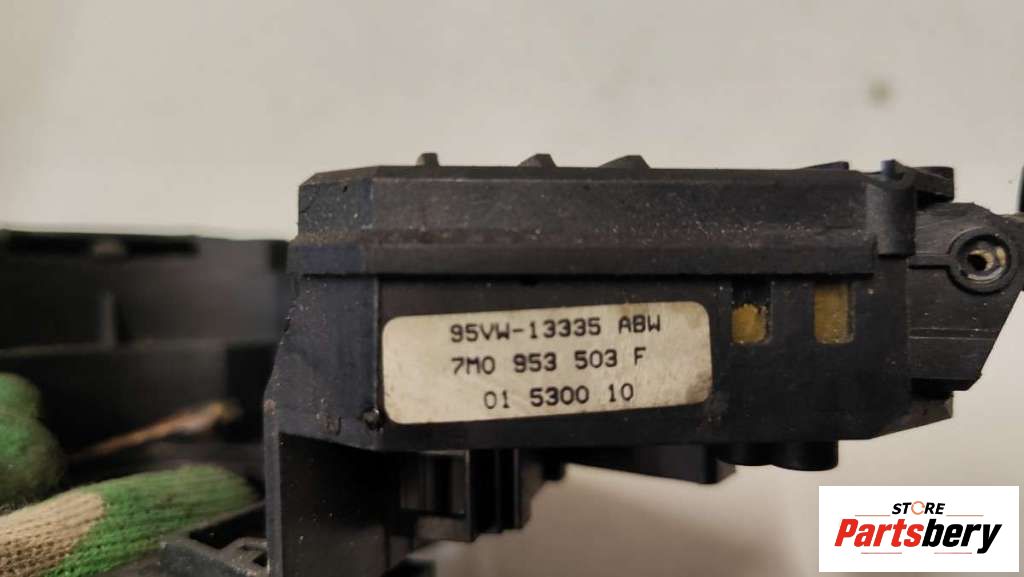 95VW-13335 ABW
7M0 953 503 F
01 5300 10
STORE
Partsbery